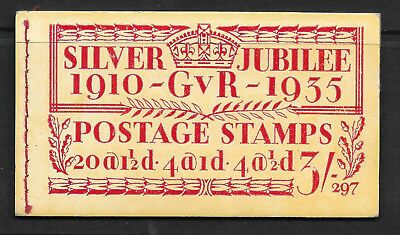 SILVER JUBILEE
1910-GvR-1935
POSTAGE STAMPS
20@1½d·4@1d·4@½d 3/-
297